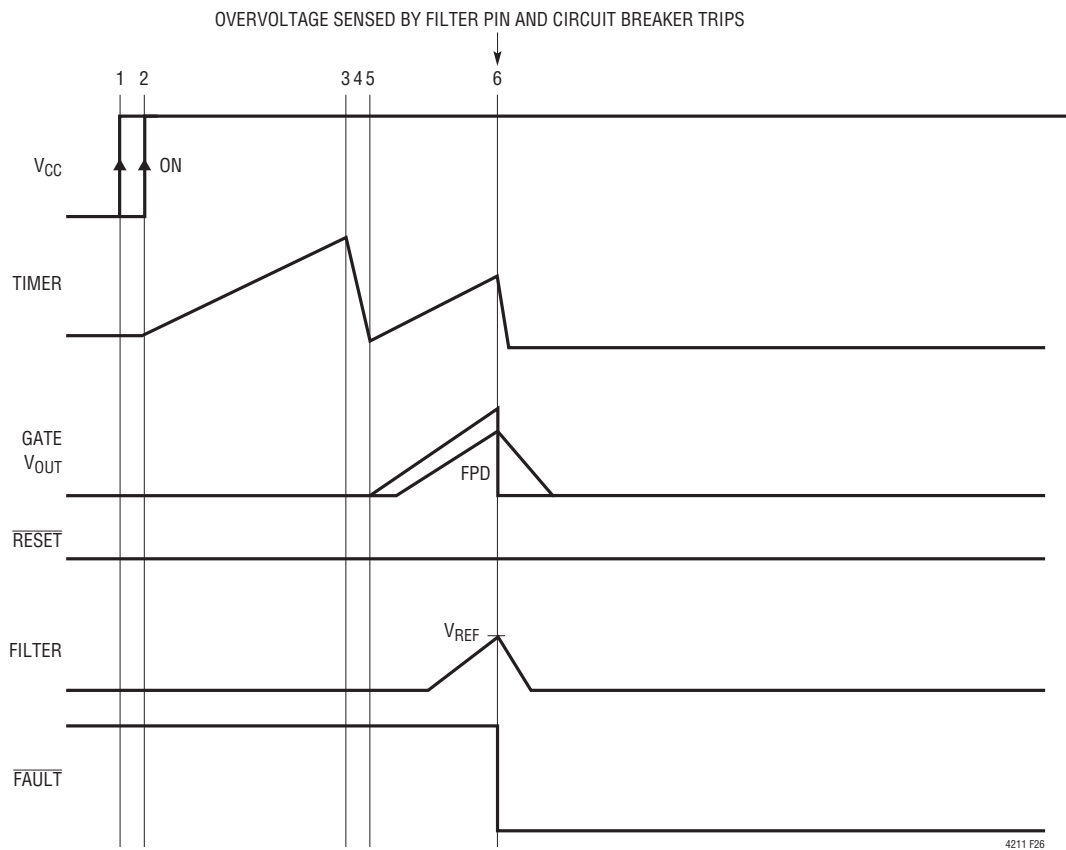 OVERVOLTAGE SENSED BY FILTER PIN AND CIRCUIT BREAKER TRIPS
1 2 3 4 5 6
VCC
ON
TIMER
GATE
VOUT
FPD
RESET
VREF
FILTER
FAULT
4211 F26